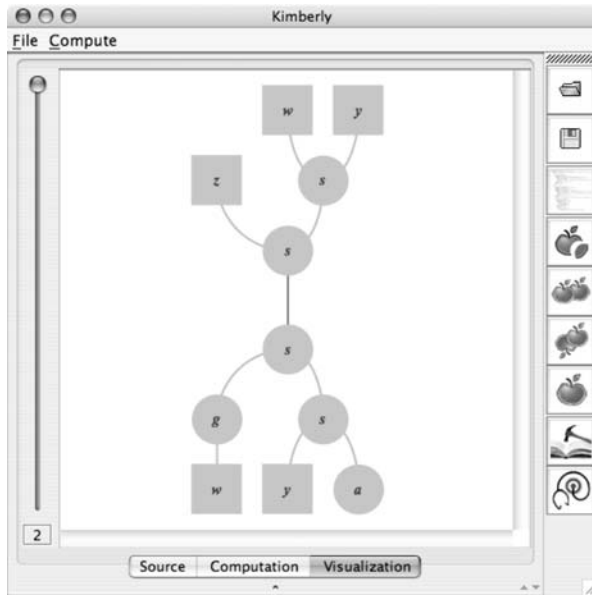 Kimberly
File Compute
w y
z s
s
s
g s
w y a
2
Source Computation Visualization